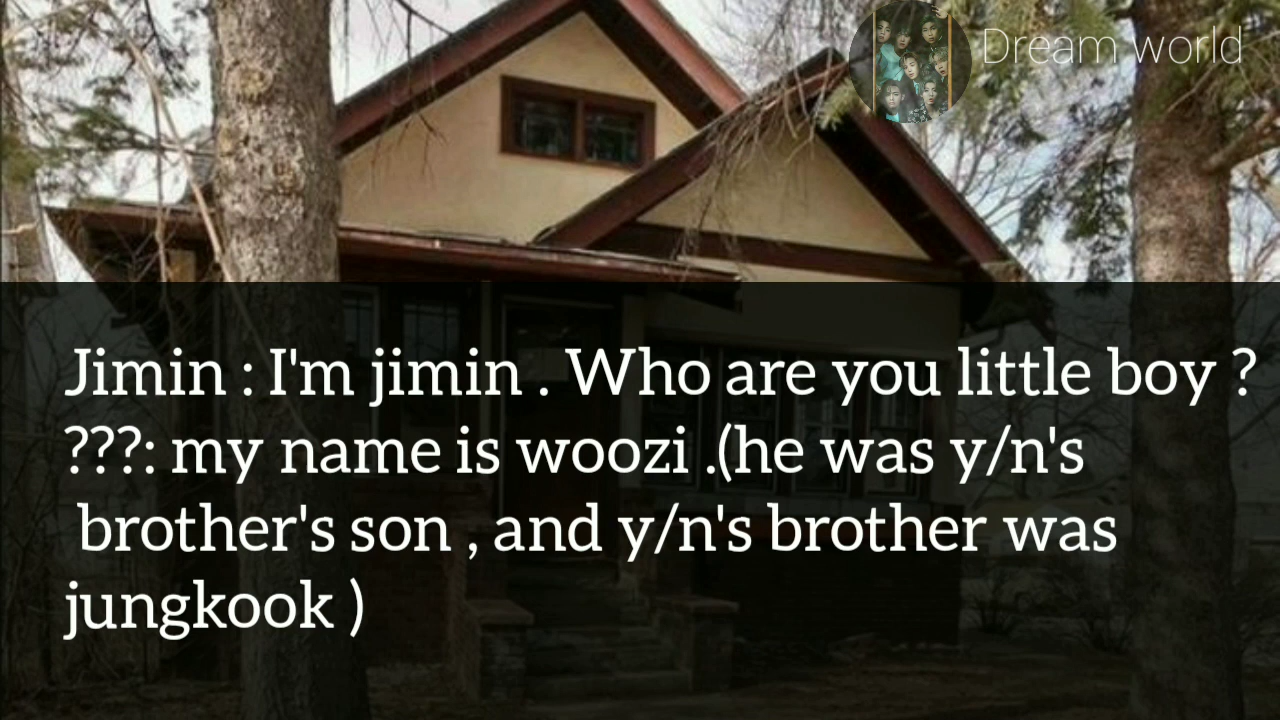 Dream world
Jimin : I'm jimin . Who are you little boy ?
???: my name is woozi .(he was y/n's
brother's son , and y/n's brother was
jungkook )